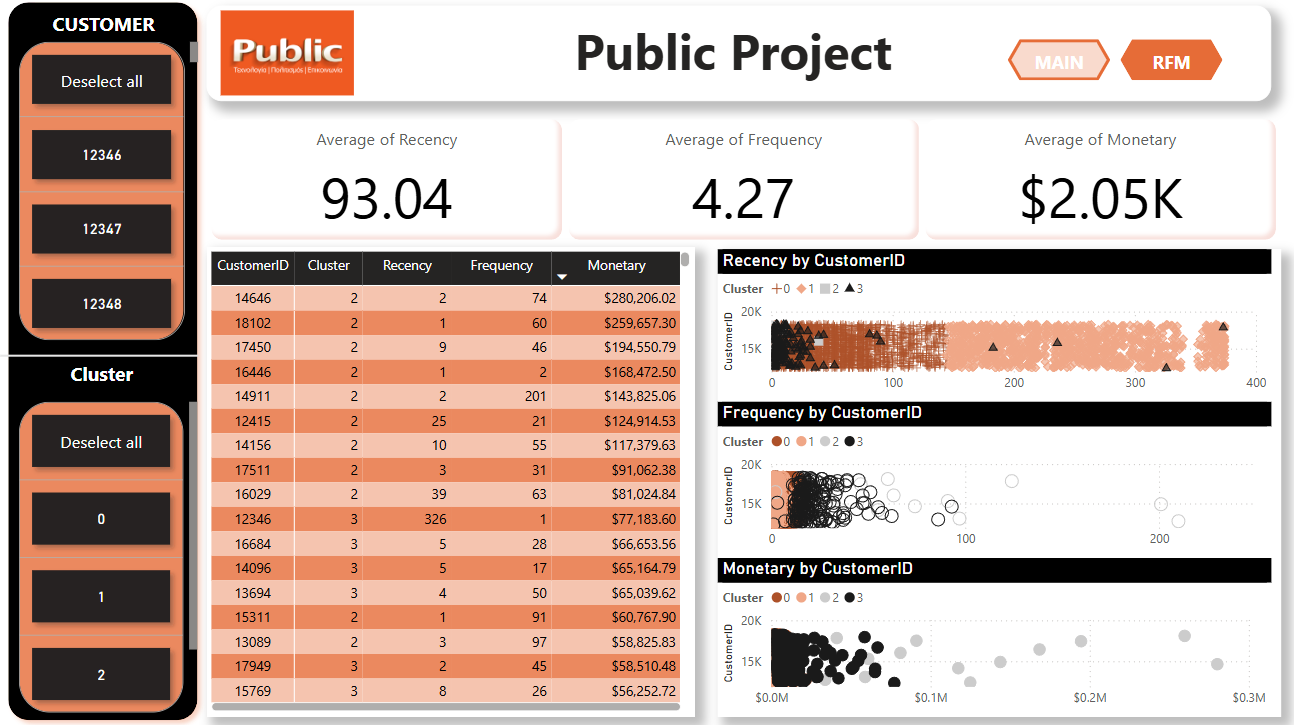 CUSTOMER
Deselect all
12346
12347
12348
Cluster
Deselect all
0
1
2
Public
Τεχνολογία | Πολιτισμός | Επικοινωνία
Public Project
MAIN
RFM
Average of Recency
93.04
Average of Frequency
4.27
Average of Monetary
$2.05K
CustomerID Cluster Recency Frequency Monetary
14646 2 2 74 $280,206.02
18102 2 1 60 $259,657.30
17450 2 9 46 $194,550.79
16446 2 1 2 $168,472.50
14911 2 2 201 $143,825.06
12415 2 25 21 $124,914.53
14156 2 10 55 $117,379.63
17511 2 3 31 $91,062.38
16029 2 39 63 $81,024.84
12346 3 326 1 $77,183.60
16684 3 5 28 $66,653.56
14096 3 5 17 $65,164.79
13694 3 4 50 $65,039.62
15311 2 1 91 $60,767.90
13089 2 3 97 $58,825.83
17949 3 2 45 $58,510.48
15769 3 8 26 $56,252.72
Recency by CustomerID
Cluster 0 1 2 3
CustomerID
20K
15K
0 100 200 300 400
Frequency by CustomerID
Cluster 0 1 2 3
CustomerID
20K
15K
0 100 200
Monetary by CustomerID
Cluster 0 1 2 3
CustomerID
20K
15K
$0.0M $0.1M $0.2M $0.3M